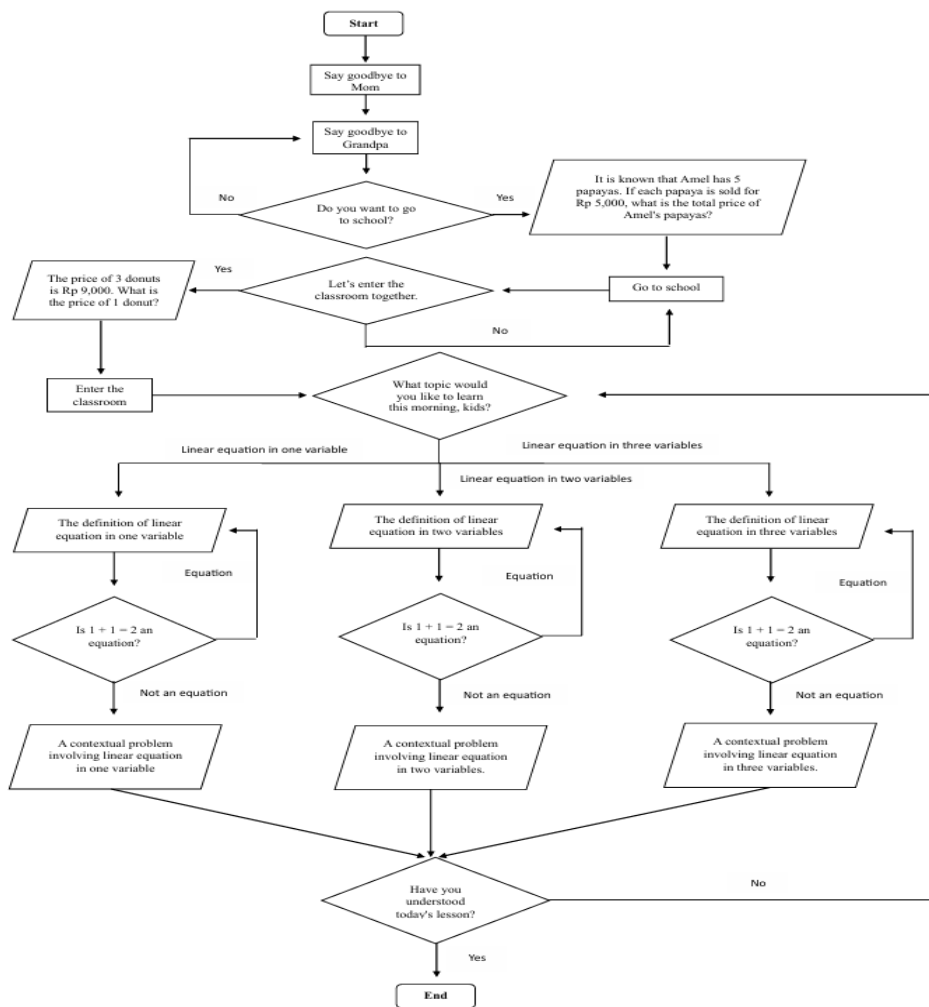 Start
Say goodbye to
Mom
Say goodbye to
Grandpa
No
Do you want to go
to school?
Yes
It is known that Amel has 5
papayas. If each papaya is sold for
Rp 5,000, what is the total price of
Amel's papayas?
The price of 3 donuts
is Rp 9,000. What is
the price of 1 donut?
Yes
Let's enter the
classroom together.
Go to school
No
Enter the
classroom
What topic would
you like to learn
this morning, kids?
Linear equation in one variable
Linear equation in three variables
Linear equation in two variables
The definition of linear
equation in one variable
Equation
Is 1 + 1 = 2 an
equation?
Not an equation
A contextual problem
involving linear equation
in one variable
The definition of linear
equation in two variables
Equation
Is 1 + 1 = 2 an
equation?
Not an equation
A contextual problem
involving linear equation
in two variables.
The definition of linear
equation in three variables
Equation
Is 1 + 1 = 2 an
equation?
Not an equation
A contextual problem
involving linear equation
in three variables.
Have you
understood
today's lesson?
No
Yes
End